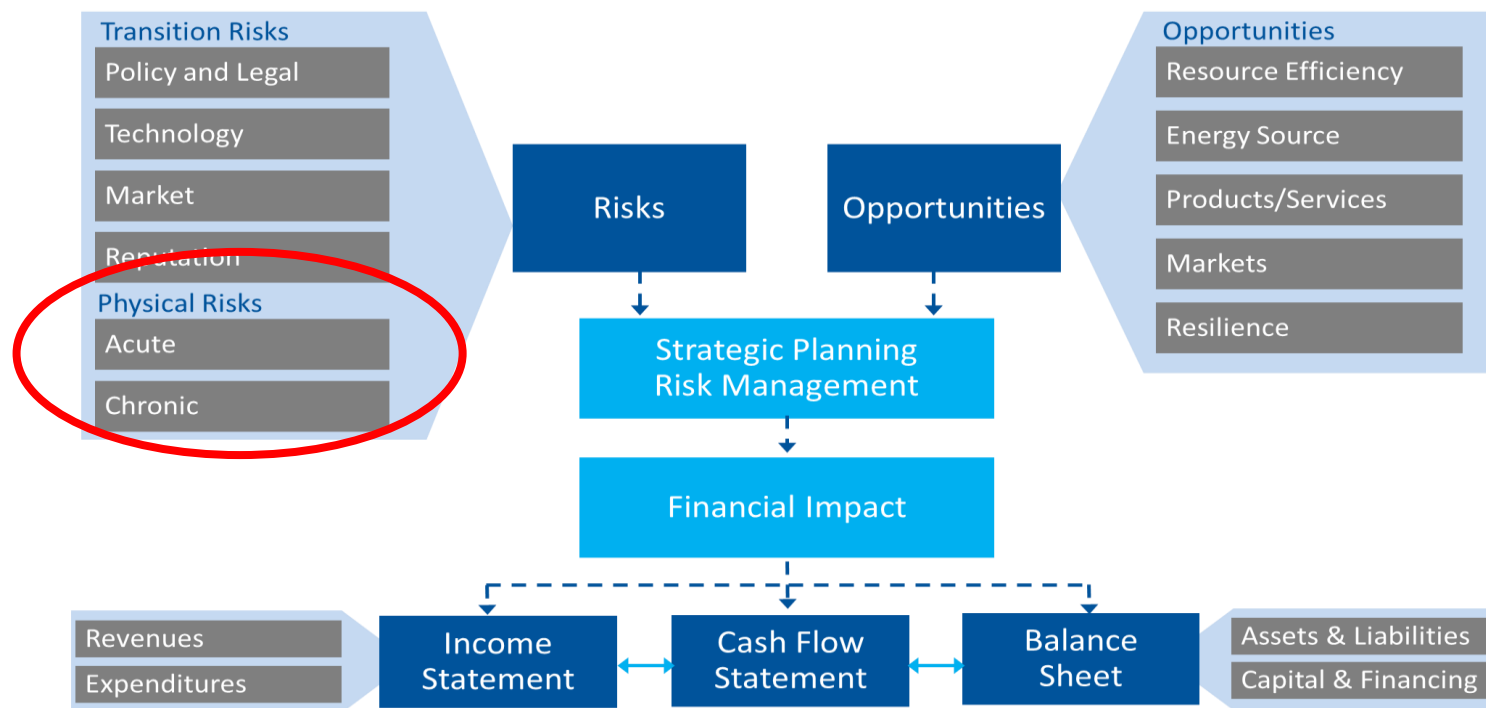 Transition Risks
Policy and Legal
Technology
Market
Reputation
Physical Risks
Acute
Chronic
Risks
Opportunities
Opportunities
Resource Efficiency
Energy Source
Products/Services
Markets
Resilience
Strategic Planning
Risk Management
Financial Impact
Revenues
Expenditures
Income
Statement
Cash Flow
Statement
Balance
Sheet
Assets & Liabilities
Capital & Financing